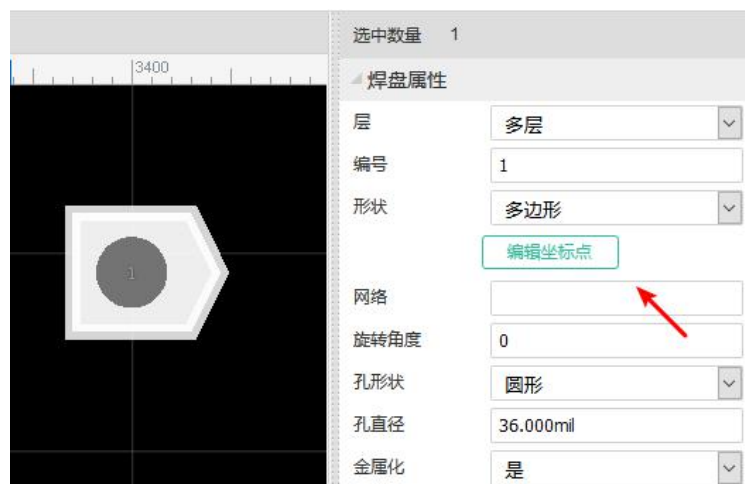 选中数量 1
3400
焊盘属性
层 多层
编号 1
形状 多边形
编辑坐标点
1
网络
旋转角度 0
孔形状 圆形
孔直径 36.000mil
金属化 是